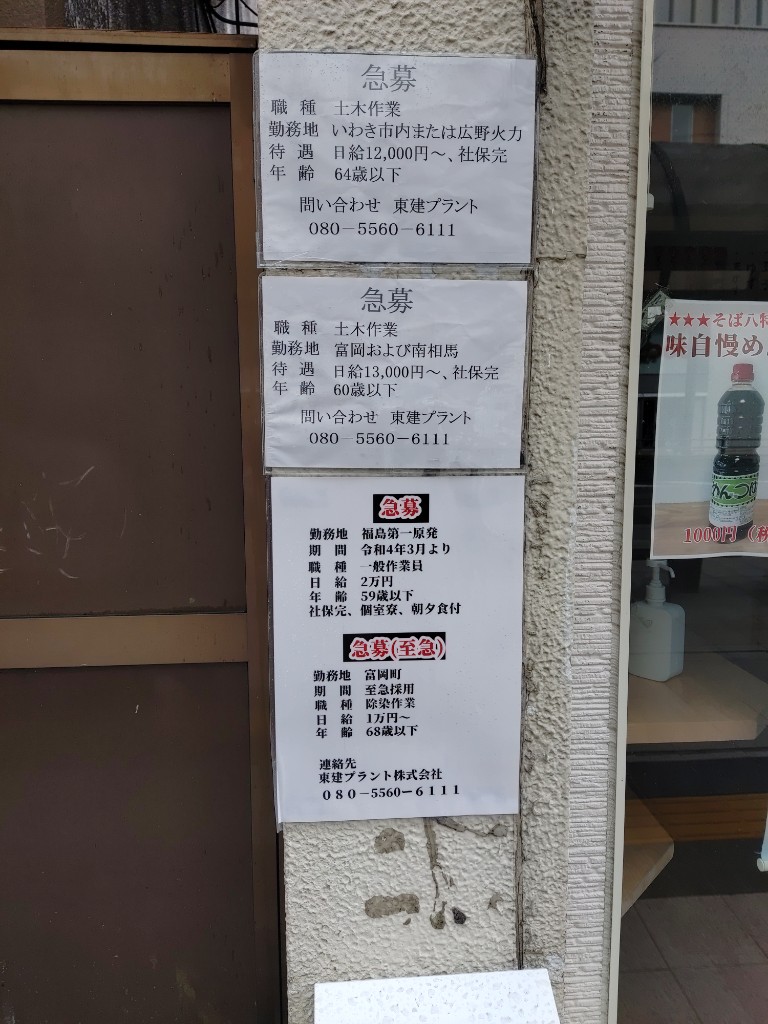 急募
職 種 土木作業
勤務地 いわき市内または広野火力
待 遇 日給12,000円～、社保完
年 齢 64歳以下
問い合わせ 東建プラント
080－5560－6111
急募
職 種 土木作業
勤務地 富岡および南相馬
待 遇 日給13,000円～、社保完
年 齢 60歳以下
問い合わせ 東建プラント
080－5560－6111
急募
勤務地 福島第一原発
期 間 令和4年3月より
職 種 一般作業員
日 給 2万円
年 齢 59歳以下
社保完、個室寮、朝夕食付
急募(至急)
勤務地 富岡町
期 間 至急採用
職 種 除染作業
日 給 1万円～
年 齢 68歳以下
連絡先
東建プラント株式会社
０８０－5560－６１１１
★★★そば八特
味自慢め
んつ
1000円（税